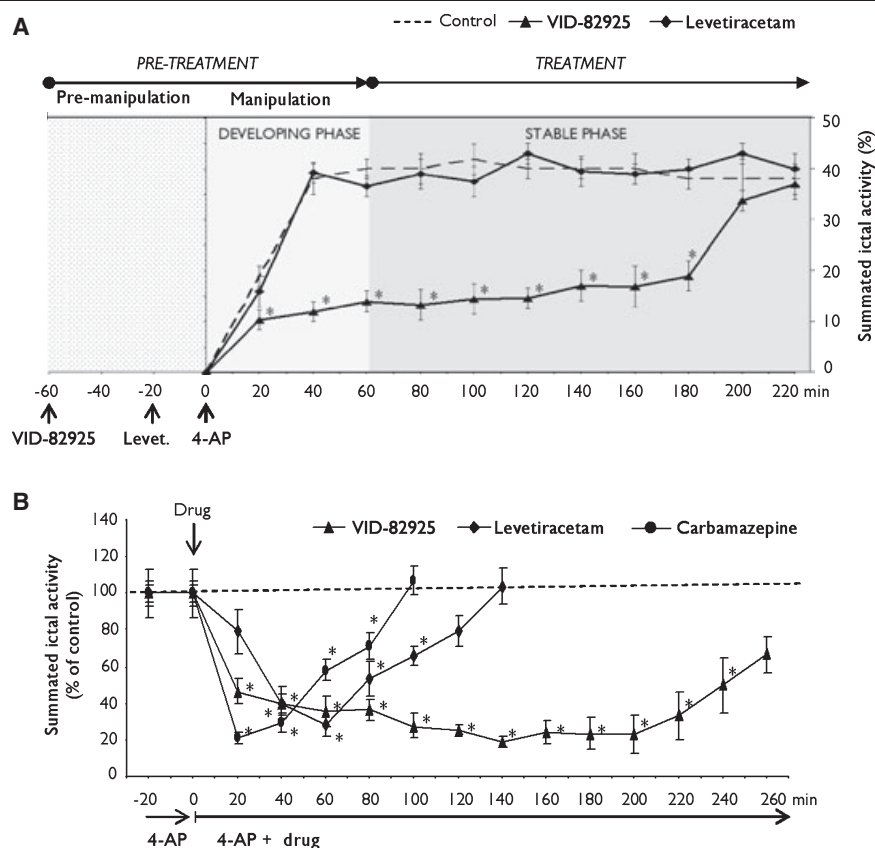 A
Control VID-82925 Levetiracetam
PRE-TREATMENT TREATMENT
Pre-manipulation Manipulation
DEVELOPING PHASE STABLE PHASE
50
40
30
20
10
0
Summated ictal activity (%)
-60 -40 -20 0 20 40 60 80 100 120 140 160 180 200 220 min
VID-82925 Levet. 4-AP
* * * * * * * * *
B
Drug
VID-82925 Levetiracetam Carbamazepine
140
120
100
80
60
40
20
0
Summated ictal activity
(% of control)
* * * * * * * * * * * * * * * * * * * *
-20 0 20 40 60 80 100 120 140 160 180 200 220 240 260 min
4-AP 4-AP + drug